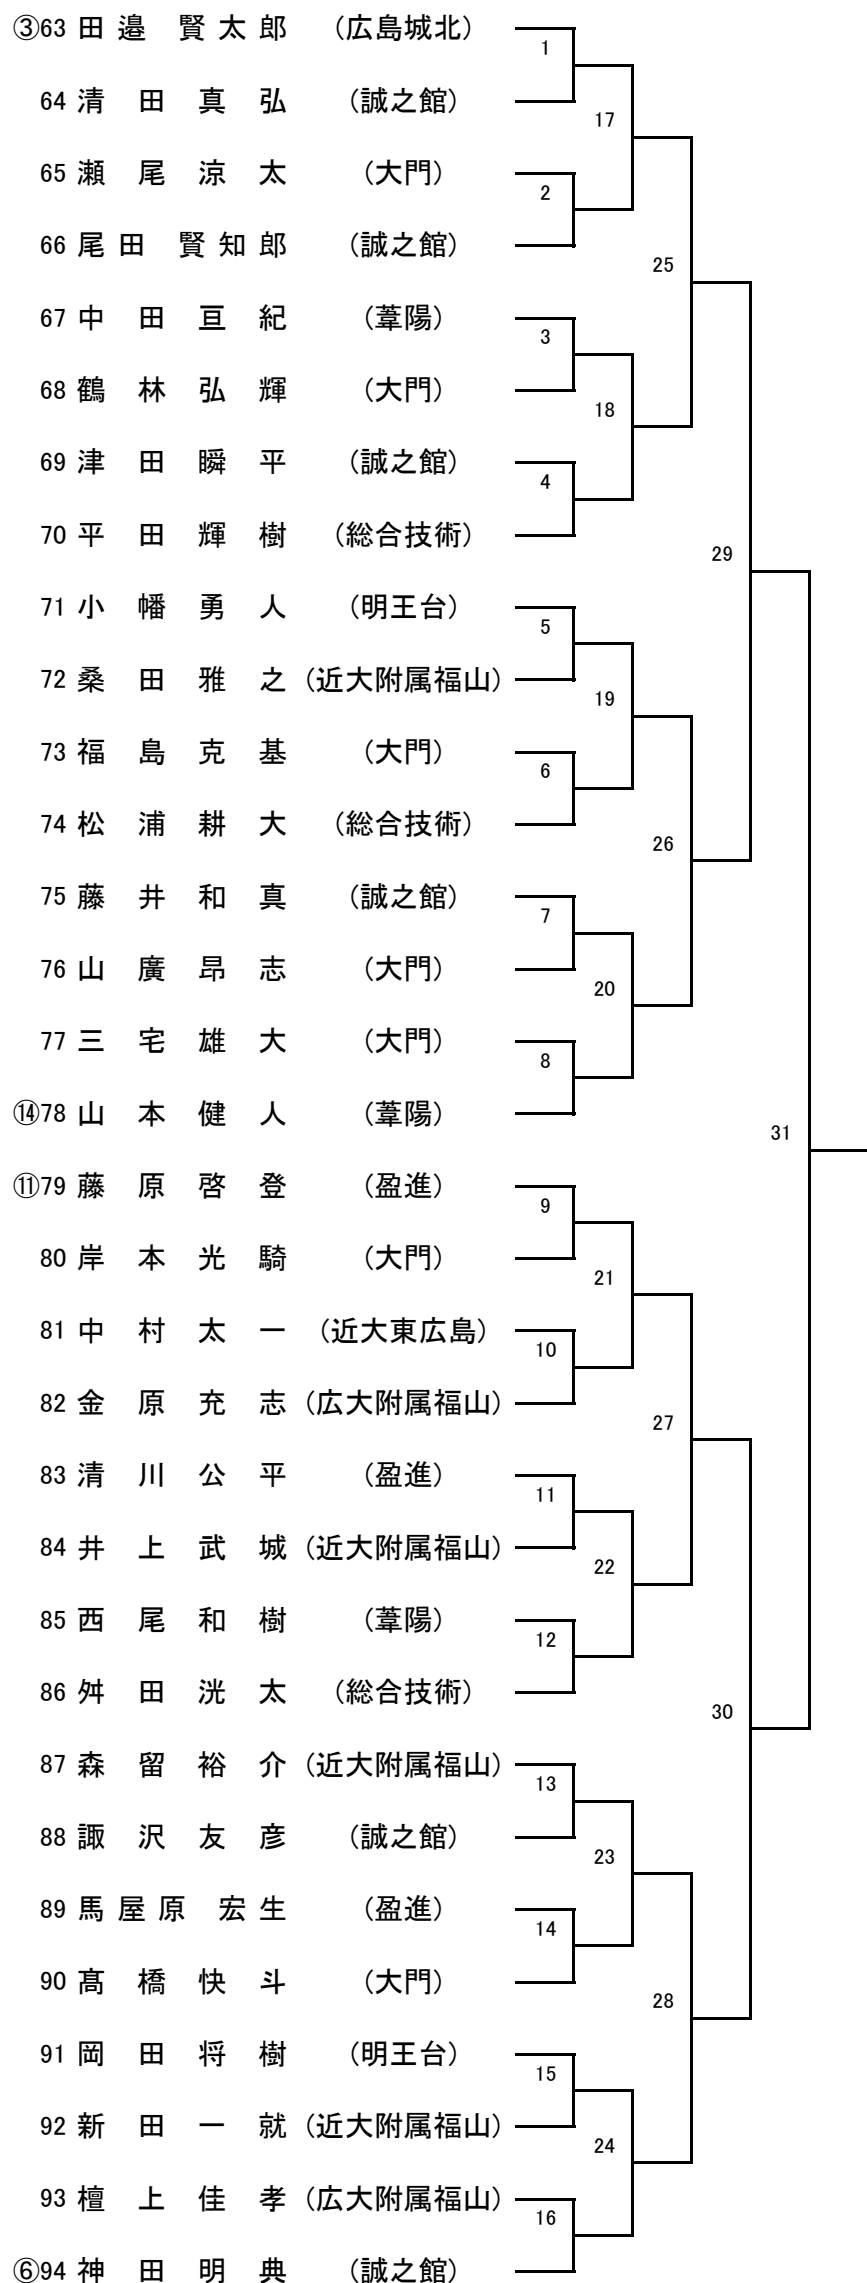 ③63 田邉 賢太郎 (広島城北)
1
64 清田真弘 (誠之館)
17
65 瀬尾涼太 (大門)
2
66 尾田 賢知郎 (誠之館)
25
67 中田亘紀 (葦陽)
3
68 鶴林弘輝 (大門)
18
69 津田瞬平 (誠之館)
4
70 平田輝樹 (総合技術)
29
71 小幡勇人 (明王台)
5
72 桑田雅之 (近大附属福山)
19
73 福島克基 (大門)
6
74 松浦耕大 (総合技術)
26
75 藤井和真 (誠之館)
7
76 山廣昂志 (大門)
20
77 三宅雄大 (大門)
8
⑭78 山本健人 (葦陽)
31
⑪79 藤原啓登 (盈進)
9
80 岸本光騎 (大門)
21
81 中村太一 (近大東広島)
10
82 金原充志 (広大附属福山)
27
83 清川公平 (盈進)
11
84 井上武城 (近大附属福山)
22
85 西尾和樹 (葦陽)
12
86 舛田洸太 (総合技術)
30
87 森留裕介 (近大附属福山)
13
88 諏沢友彦 (誠之館)
23
89 馬屋原 宏生 (盈進)
14
90 髙橋快斗 (大門)
28
91 岡田将樹 (明王台)
15
92 新田一就 (近大附属福山)
24
93 檀上佳孝 (広大附属福山)
16
⑥94 神田明典 (誠之館)